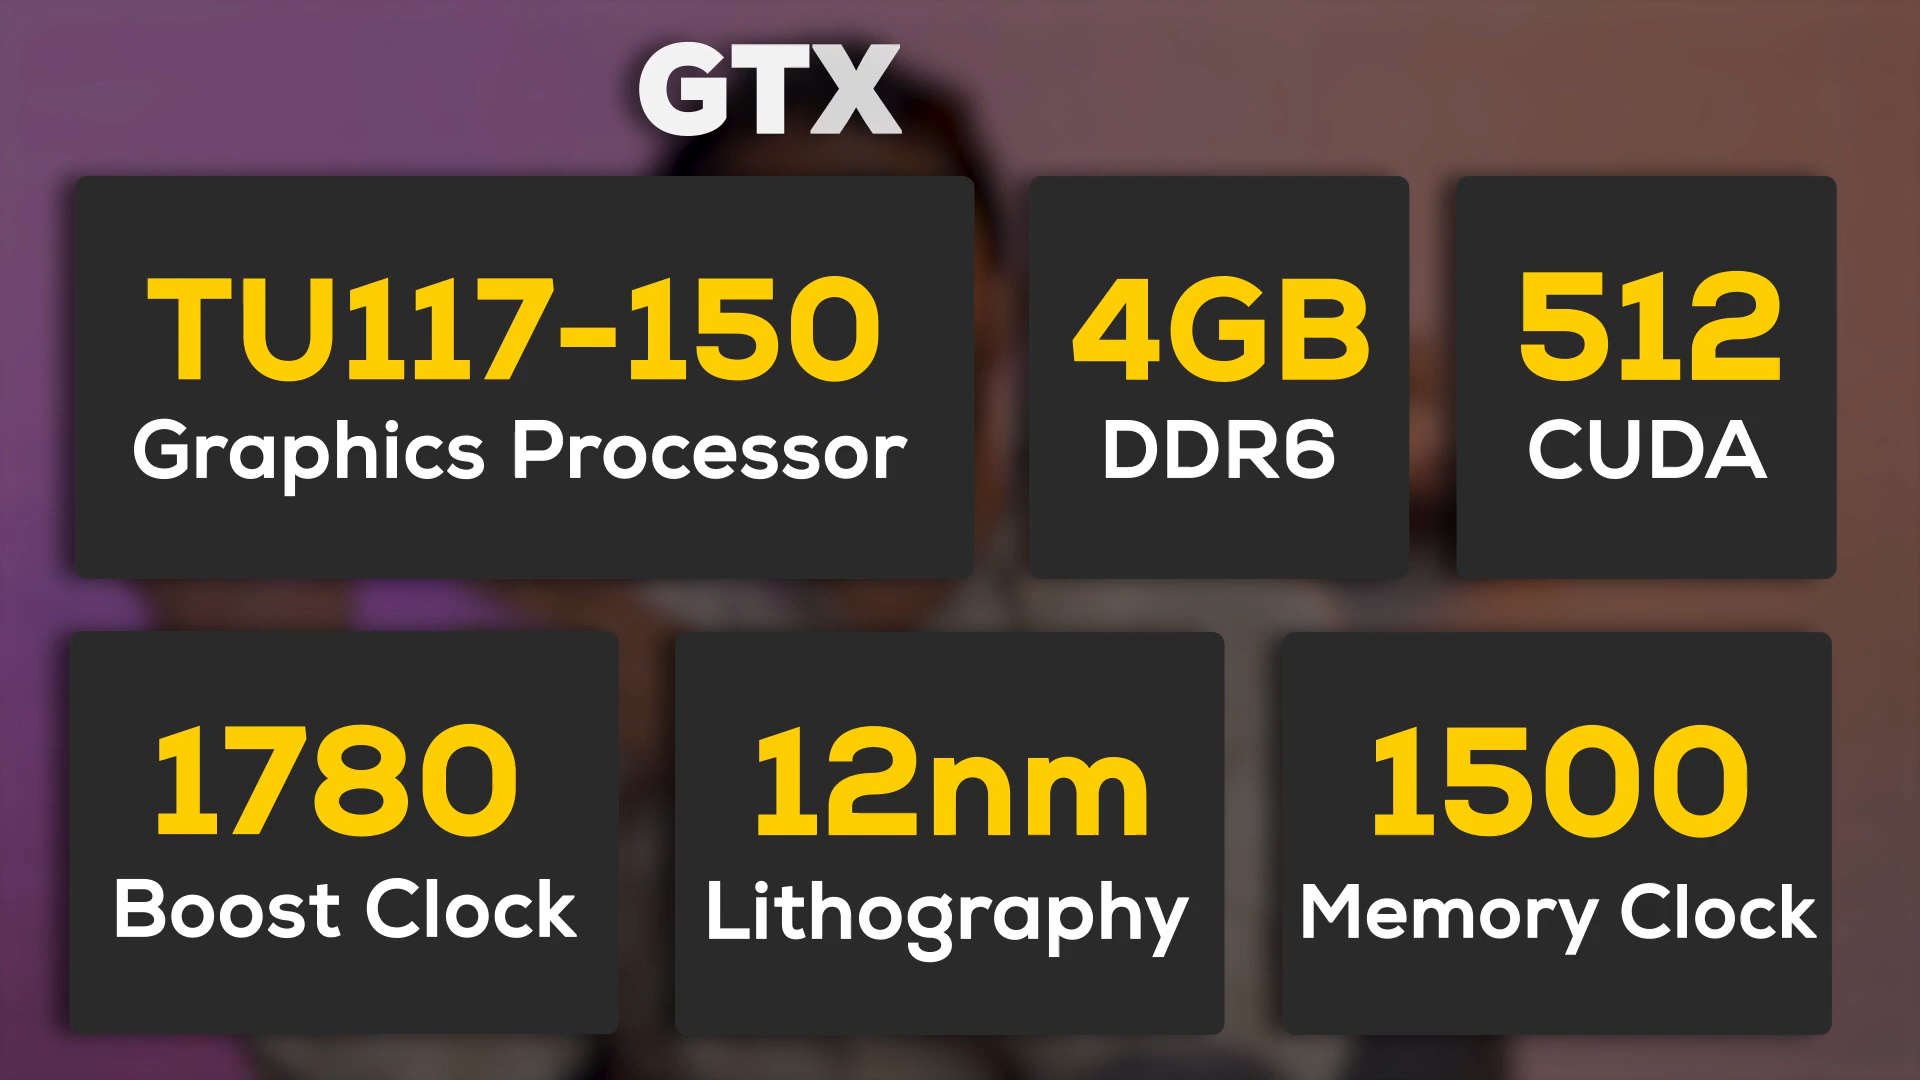 GTX
TU117-150
Graphics Processor
4GB
DDR6
512
CUDA
1780
Boost Clock
12nm
Lithography
1500
Memory Clock